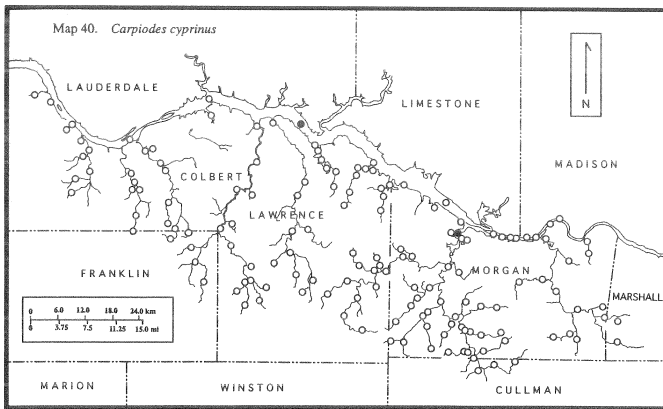 Map 40. Carpiodes cyprinus
LAUDERDALE
LIMESTONE
N
MADISON
COLBERT
LAWRENCE
FRANKLIN
MORGAN
MARSHALL
0 6.0 12.0 18.0 24.0 km
0 3.75 7.5 11.25 15.0 mi
MARION
WINSTON
CULLMAN